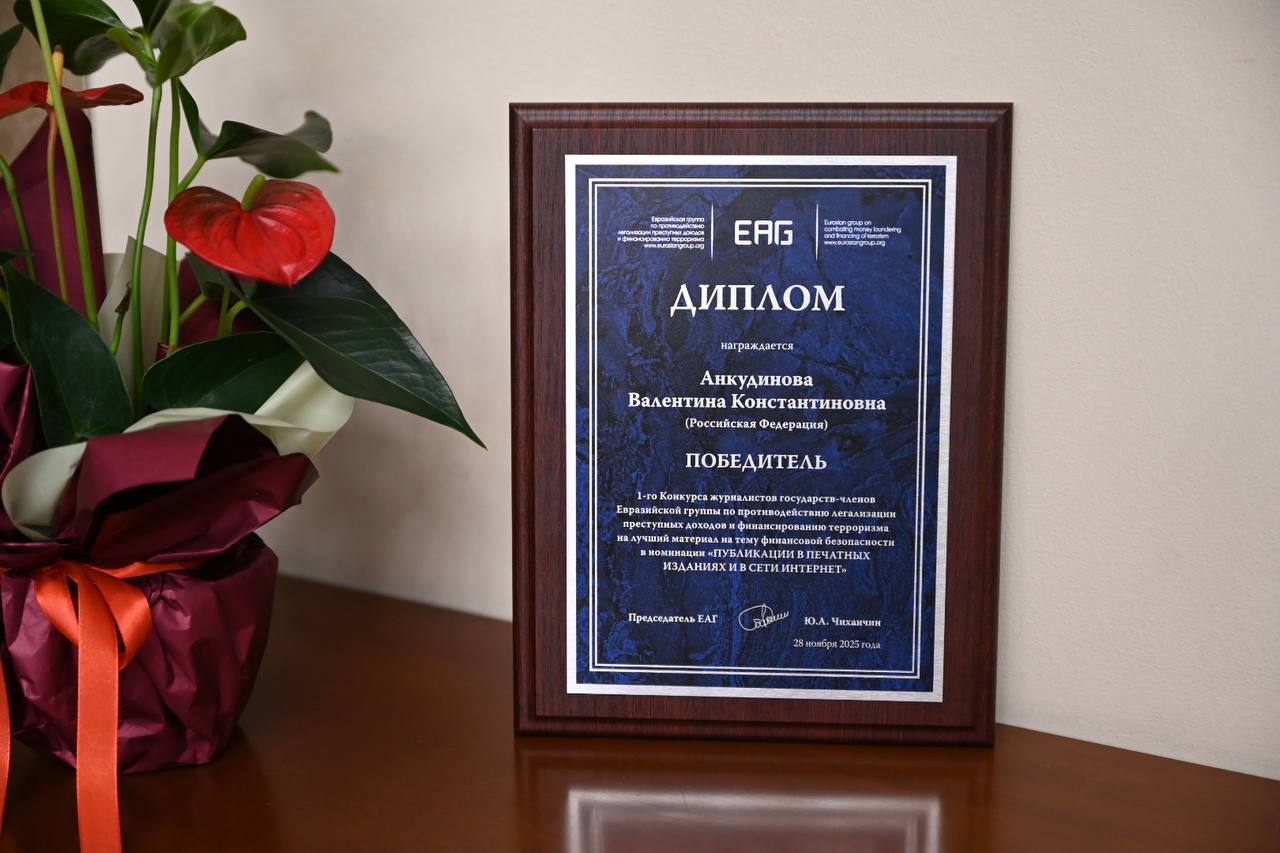 Евразийская группа
по противодействию
легализации преступных доходов
и финансированию терроризма
www.eurasiangroup.org
EAG
Eurasian group on
combating money loundering
and financing of terrorism
www.eurasiangroup.org
ДИПЛОМ
награждается
Анкудинова
Валентина Константиновна
(Российская Федерация)
ПОБЕДИТЕЛЬ
1-го Конкурса журналистов государств-членов
Евразийской группы по противодействию легализации
преступных доходов и финансированию терроризма
на лучший материал на тему финансовой безопасности
в номинации «ПУБЛИКАЦИИ В ПЕЧАТНЫХ
ИЗДАНИЯХ И В СЕТИ ИНТЕРНЕТ»
Председатель ЕАГ Ю.А. Чиханчин
28 ноября 2025 года